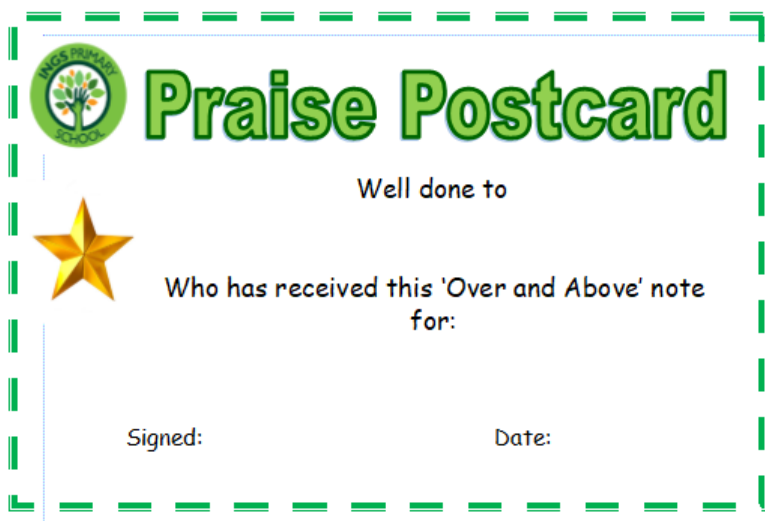 INGS PRIMARY
SCHOOL
Praise Postcard
Well done to
Who has received this ‘Over and Above’ note
for:
Signed: Date: